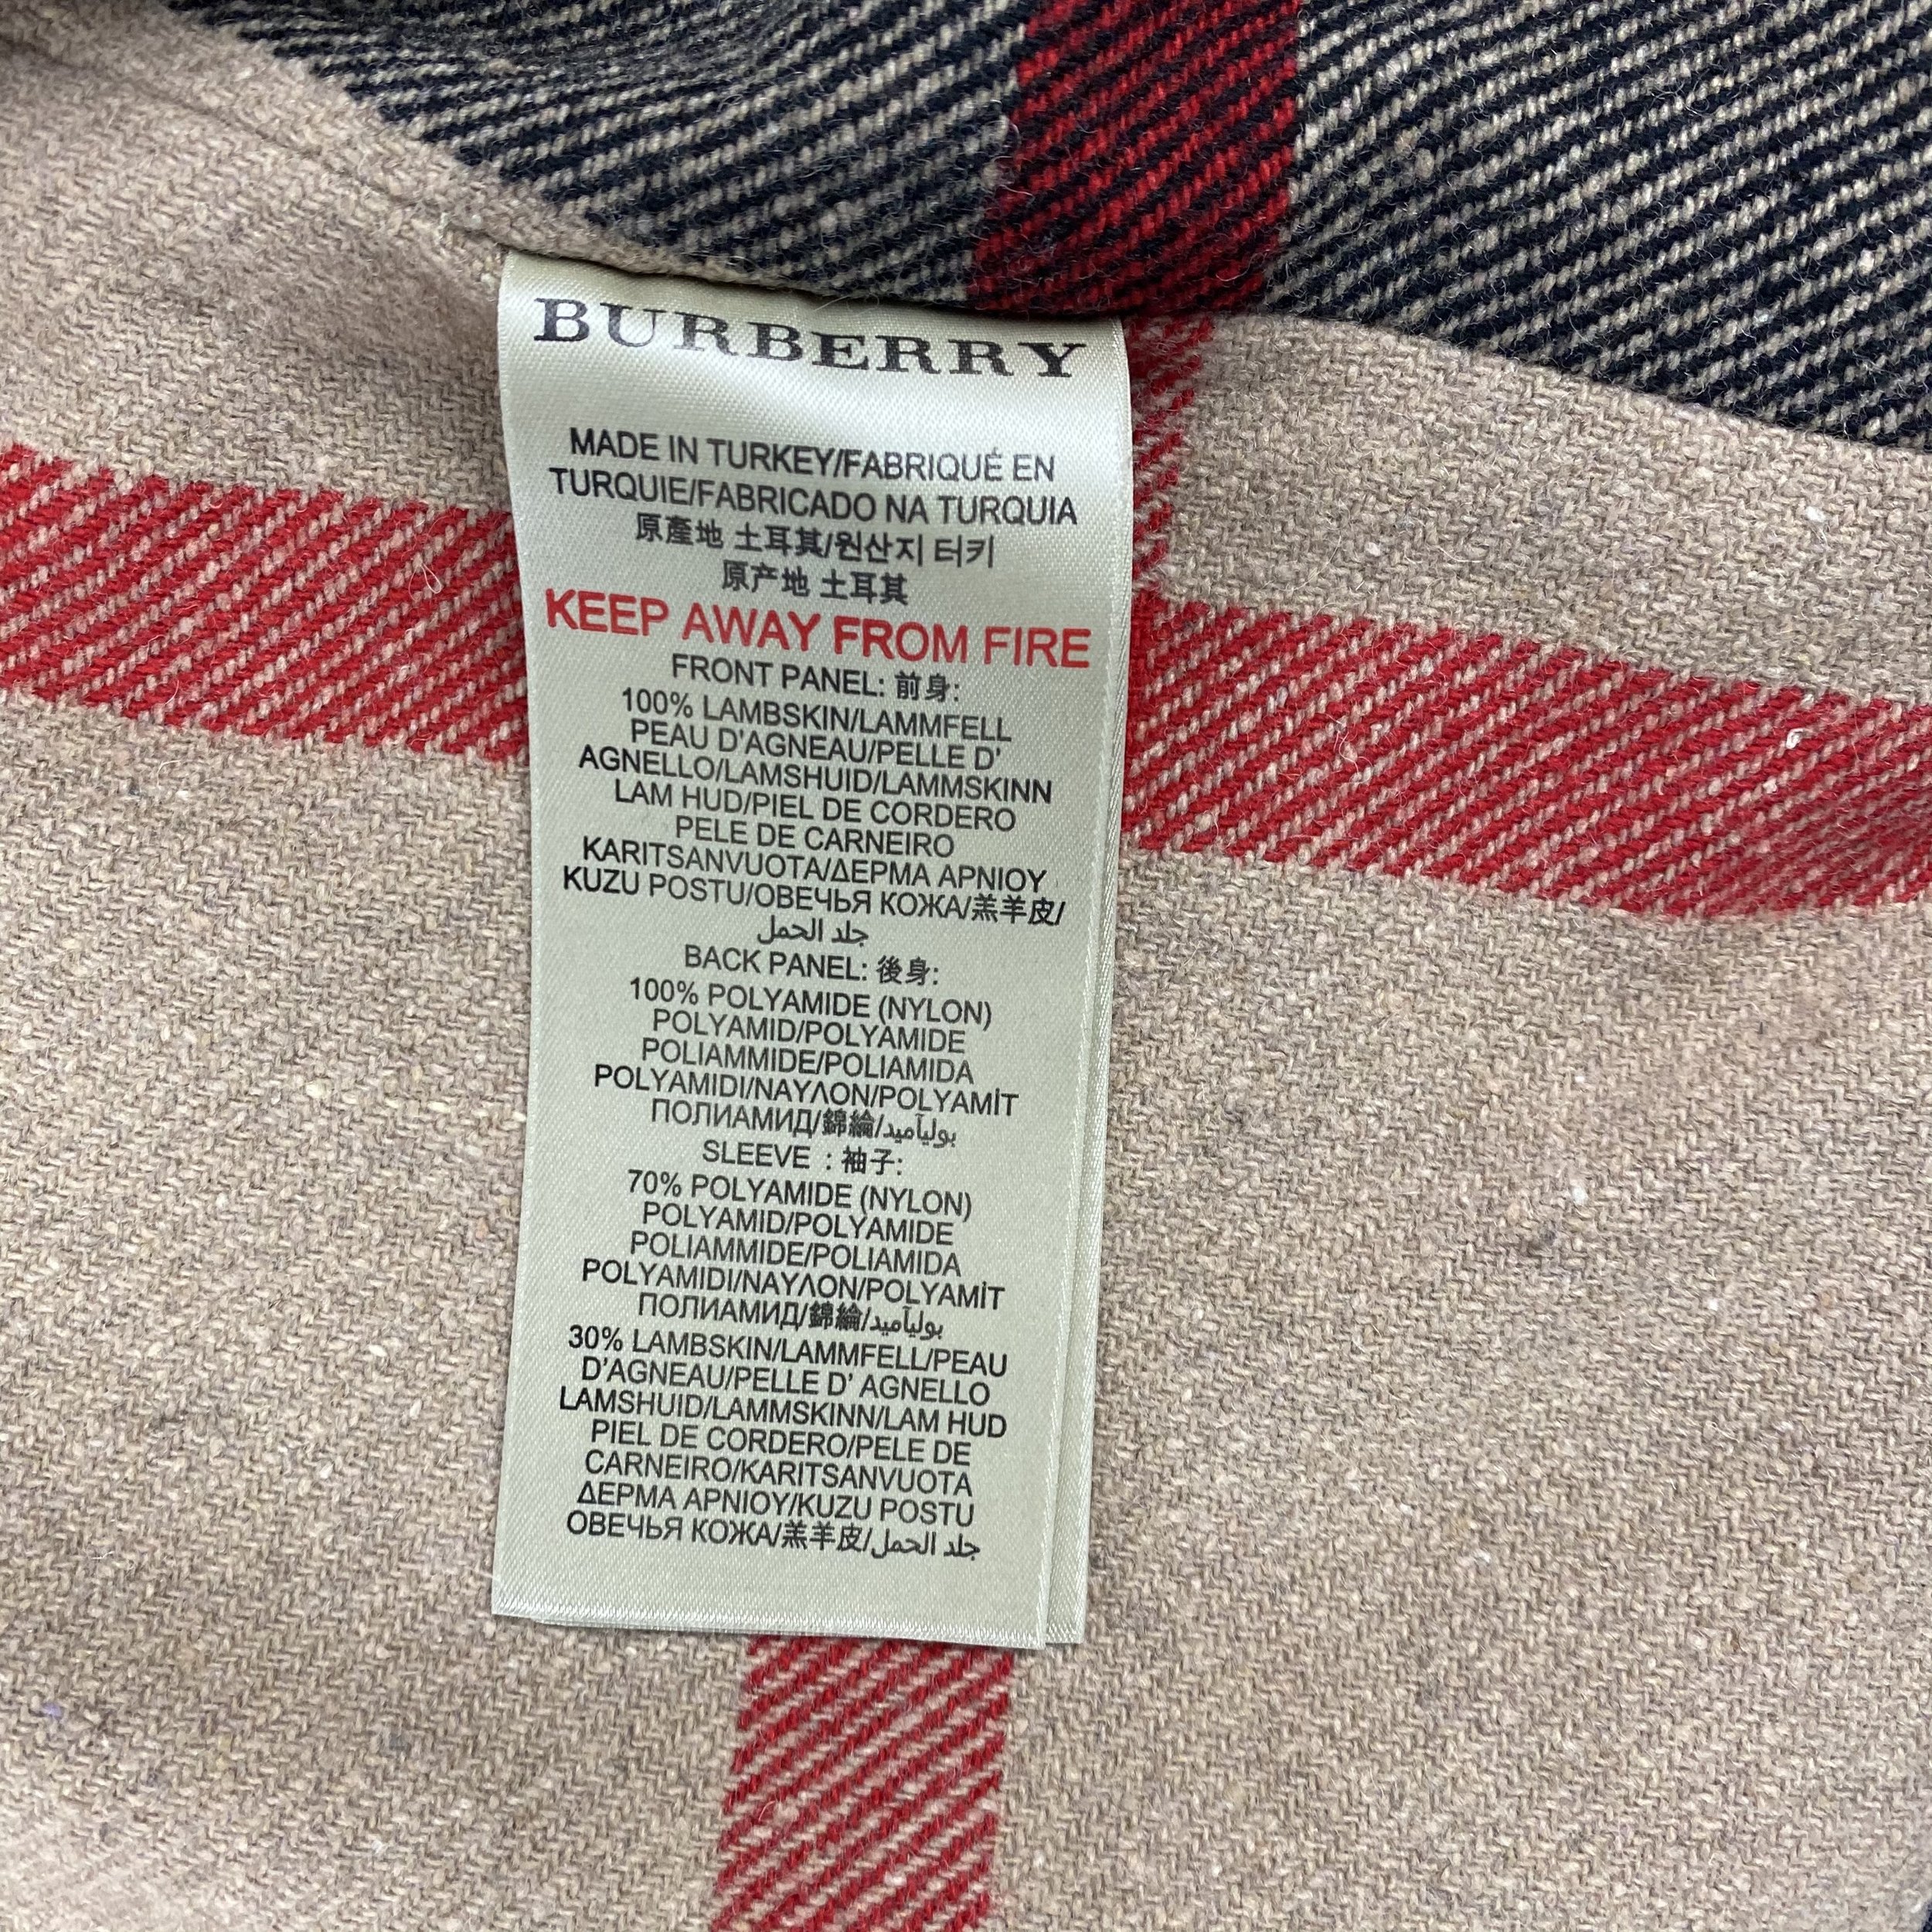 BURBERRY
MADE IN TURKEY/FABRIQUÉ EN
TURQUIE/FABRICADO NA TURQUIA
原產地 土耳其/원산지 터키
原产地 土耳其
KEEP AWAY FROM FIRE
FRONT PANEL: 前身:
100% LAMBSKIN/LAMMFELL
PEAU D'AGNEAU/PELLE D'
AGNELLO/LAMSHUID/LAMMSKINN
LAM HUD/PIEL DE CORDERO
PELE DE CARNEIRO
KARITSANVUOTA/ΔΕΡΜΑ ΑΡΝΙΟΥ
KUZU POSTU/ОВЕЧЬЯ КОЖА/羔羊皮/
جلد الحمل
BACK PANEL: 後身:
100% POLYAMIDE (NYLON)
POLYAMID/POLYAMIDE
POLIAMMIDE/POLIAMIDA
POLYAMIDI/ΝΑΥΛΟΝ/POLYAMİT
ПОЛИАМИД/錦綸/بوليآميد
SLEEVE : 袖子:
70% POLYAMIDE (NYLON)
POLYAMID/POLYAMIDE
POLIAMMIDE/POLIAMIDA
POLYAMIDI/ΝΑΥΛΟΝ/POLYAMİT
ПОЛИАМИД/錦綸/بوليآميد
30% LAMBSKIN/LAMMFELL/PEAU
D'AGNEAU/PELLE D' AGNELLO
LAMSHUID/LAMMSKINN/LAM HUD
PIEL DE CORDERO/PELE DE
CARNEIRO/KARITSANVUOTA
ΔΕΡΜΑ ΑΡΝΙΟΥ/KUZU POSTU
ОВЕЧЬЯ КОЖА/羔羊皮/جلد الحمل